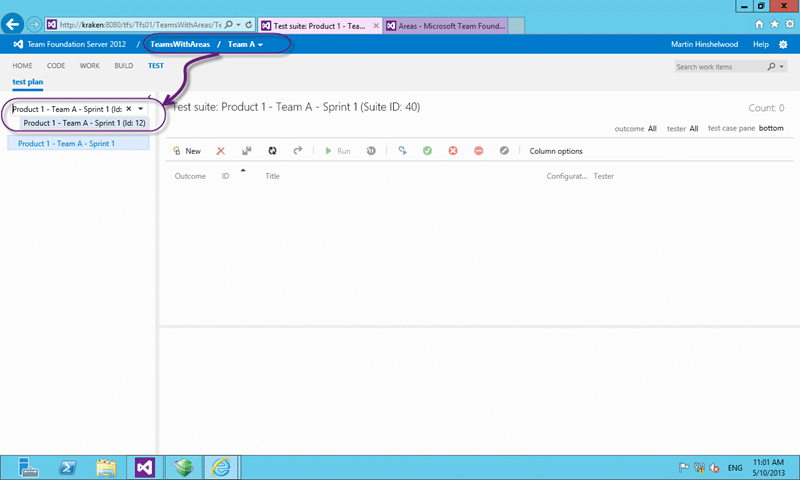 http://kraken:8080/tfs/Tfs01/TeamsWithAreas/Te
Test suite: Product 1 - Tea...
Areas - Microsoft Team Found...
Team Foundation Server 2012
TeamsWithAreas / Team A
Martin Hinshelwood
Help
HOME CODE WORK BUILD TEST
Search work items
test plan
Product 1 - Team A - Sprint 1 (Id:
Product 1 - Team A - Sprint 1 (Id: 12)
Product 1 - Team A - Sprint 1
Test suite: Product 1 - Team A - Sprint 1 (Suite ID: 40)
Count: 0
outcome All tester All test case pane bottom
New Run Column options
Outcome ID Title Configurat... Tester
ENG
11:01 AM
5/10/2013